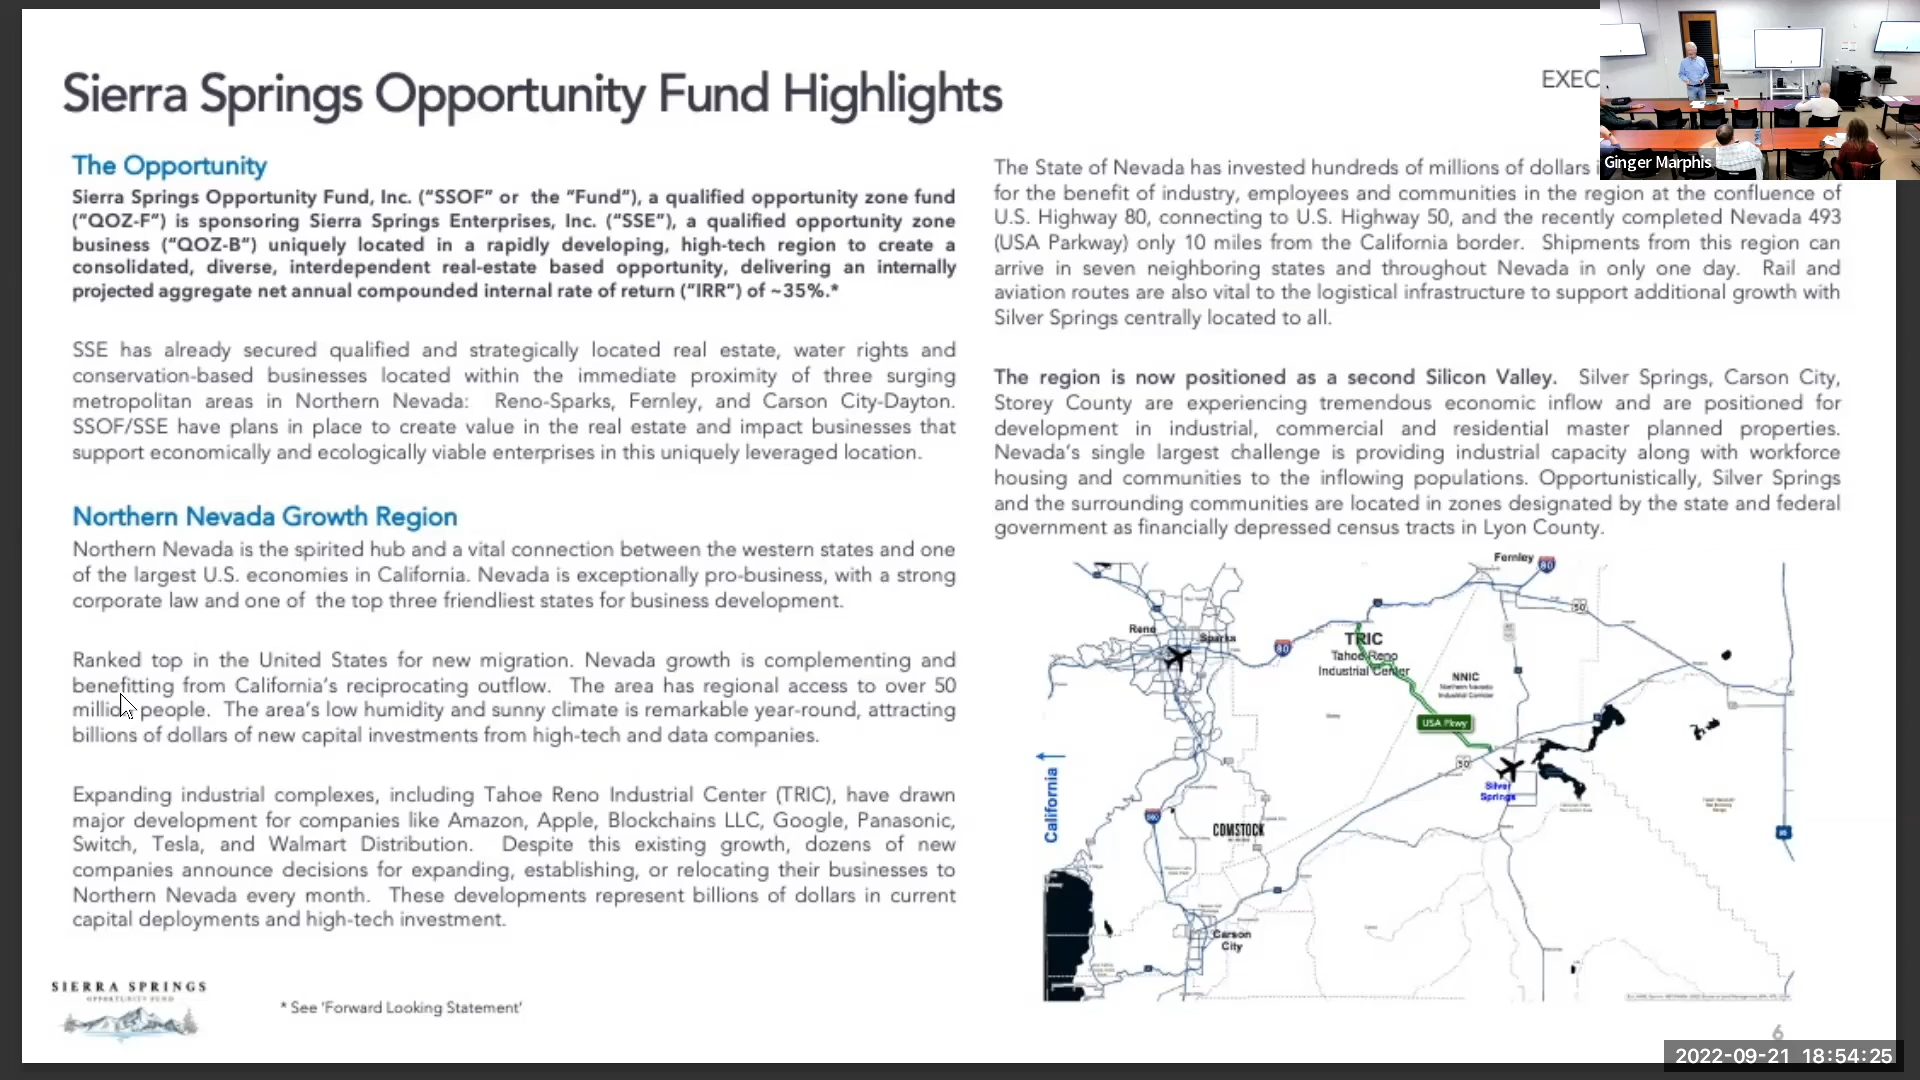 Sierra Springs Opportunity Fund Highlights
EXEC
Ginger Marphis
The Opportunity
Sierra Springs Opportunity Fund, Inc. (“SSOF” or the “Fund”), a qualified opportunity zone fund
(“QOZ-F”) is sponsoring Sierra Springs Enterprises, Inc. (“SSE”), a qualified opportunity zone
business (“QOZ-B”) uniquely located in a rapidly developing, high-tech region to create a
consolidated, diverse, interdependent real-estate based opportunity, delivering an internally
projected aggregate net annual compounded internal rate of return (“IRR”) of ~35%.*
SSE has already secured qualified and strategically located real estate, water rights and
conservation-based businesses located within the immediate proximity of three surging
metropolitan areas in Northern Nevada: Reno-Sparks, Fernley, and Carson City-Dayton.
SSOF/SSE have plans in place to create value in the real estate and impact businesses that
support economically and ecologically viable enterprises in this uniquely leveraged location.
Northern Nevada Growth Region
Northern Nevada is the spirited hub and a vital connection between the western states and one
of the largest U.S. economies in California. Nevada is exceptionally pro-business, with a strong
corporate law and one of the top three friendliest states for business development.
Ranked top in the United States for new migration. Nevada growth is complementing and
benefitting from California’s reciprocating outflow. The area has regional access to over 50
million people. The area’s low humidity and sunny climate is remarkable year-round, attracting
billions of dollars of new capital investments from high-tech and data companies.
Expanding industrial complexes, including Tahoe Reno Industrial Center (TRIC), have drawn
major development for companies like Amazon, Apple, Blockchains LLC, Google, Panasonic,
Switch, Tesla, and Walmart Distribution. Despite this existing growth, dozens of new
companies announce decisions for expanding, establishing, or relocating their businesses to
Northern Nevada every month. These developments represent billions of dollars in current
capital deployments and high-tech investment.
The State of Nevada has invested hundreds of millions of dollars
for the benefit of industry, employees and communities in the region at the confluence of
U.S. Highway 80, connecting to U.S. Highway 50, and the recently completed Nevada 493
(USA Parkway) only 10 miles from the California border. Shipments from this region can
arrive in seven neighboring states and throughout Nevada in only one day. Rail and
aviation routes are also vital to the logistical infrastructure to support additional growth with
Silver Springs centrally located to all.
The region is now positioned as a second Silicon Valley. Silver Springs, Carson City,
Storey County are experiencing tremendous economic inflow and are positioned for
development in industrial, commercial and residential master planned properties.
Nevada’s single largest challenge is providing industrial capacity along with workforce
housing and communities to the inflowing populations. Opportunistically, Silver Springs
and the surrounding communities are located in zones designated by the state and federal
government as financially depressed census tracts in Lyon County.
Fernley
80
50
Reno
Sparks
80
TRIC
Tahoe Reno
Industrial Center
NNIC
Northern Nevada
Industrial Corridor
USA Pkwy
50
Silver
Springs
California
COMSTOCK
Carson
City
SIERRA SPRINGS
OPPORTUNITY FUND
* See ‘Forward Looking Statement’
6
2022-09-21 18:54:25